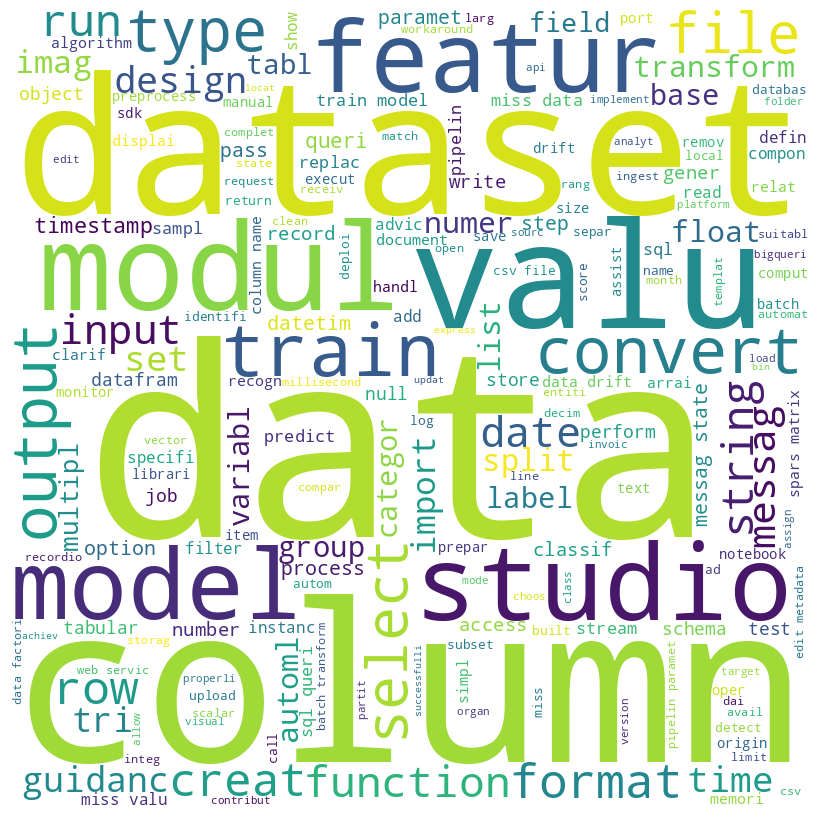 run
type
paramet
larg
workaround
show
algorithm
featur
field
port
file
imag
design
tabl
api
transform
object
preprocess
manual
locat
train model
miss data
implement
base
databas
folder
dataset
sdk
displai
complet
edit
pass
state
request
return
receiv
queri
replac
execut
match
pipelin
write
drift
rang
size
analyt
ingest
remov
local
gener
read
platform
defin
compon
relat
timestamp
sampl
clean
column name
record
deploi
advic
document
numer
save
open
step
sourc
separ
csv file
float
sql
name
month
suitabl
bigqueri
comput
modul
valu
handl
identifi
datetim
add
express
list
score
assist
templat
batch
automat
input
output
set
train
convert
clarif
monitor
datafram
recogn
millisecond
updat
null
store
data drift
entiti
arrai
load
bin
data
vector
specifi
librari
job
multipl
variabl
predict
compar
item
categor
log
import
date
split
decim
perform
invoic
line
label
text
messag state
string
messag
spars matrix
assign
recordio
option
filter
group
process
autom
prepar
classif
notebook
ad
model
studio
select
mode
choos
class
edit metadata
achiev
data factori
tabular
number
instanc
storag
web servic
access
built
subset
stream
schema
test
column
row
tri
properli
upload
scalar
visual
allow
automl
sql queri
batch transform
partit
successfulli
simpl
organ
miss
version
pipelin paramet
target
oper
dai
avail
detect
origin
limit
integ
call
guidanc
creat
function
format
time
miss valu
contribut
memori
csv